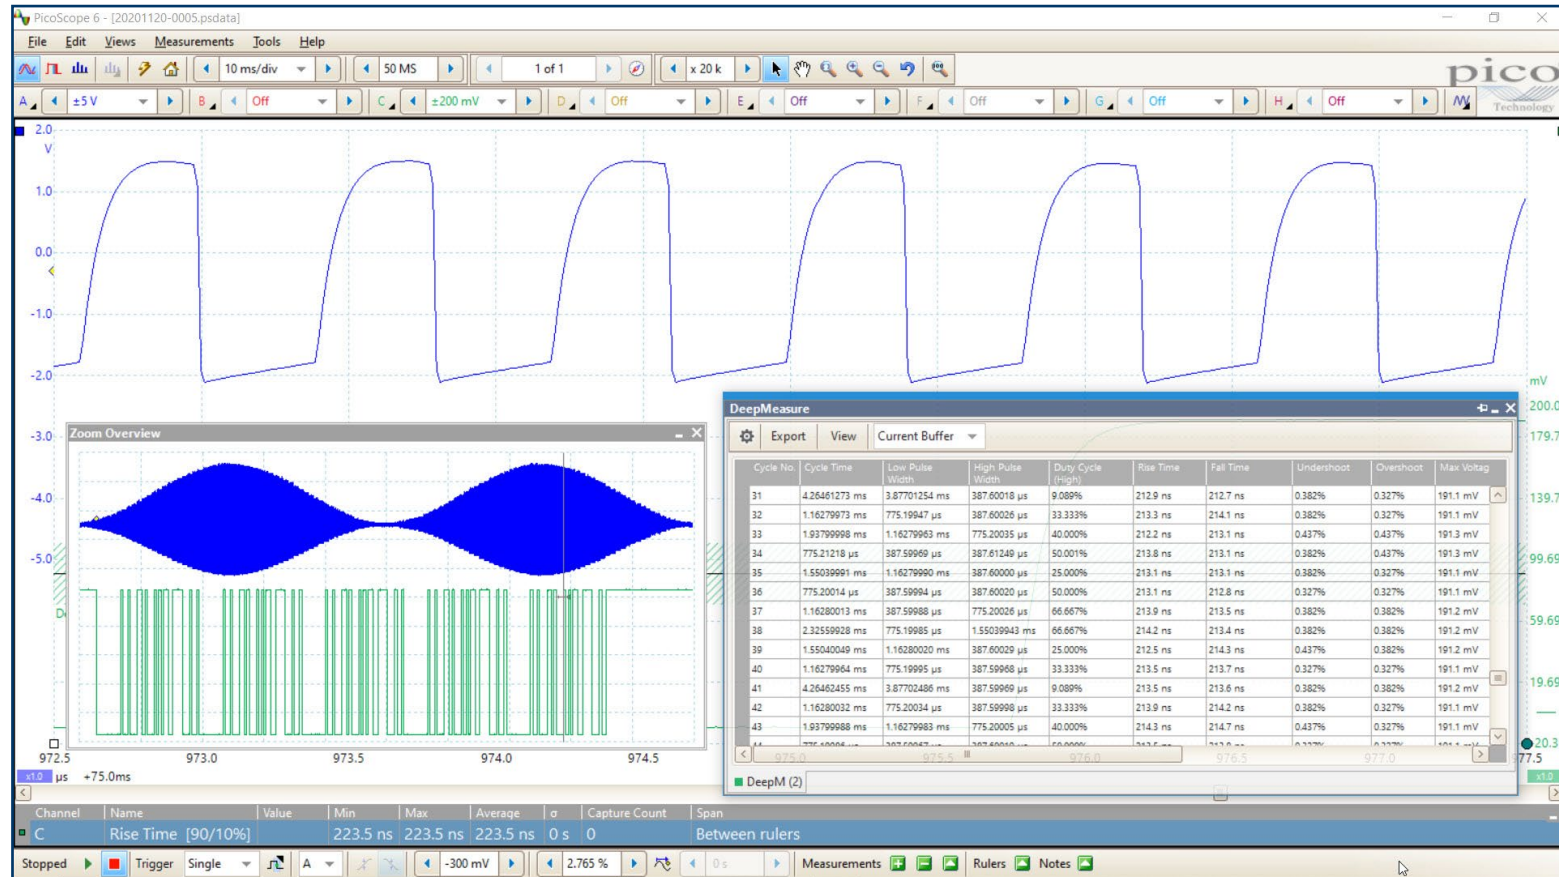 PicoScope 6 - [20201120-0005.psdata]
File Edit Views Measurements Tools Help
10 ms/div 50 MS 1 of 1 x 20 k
pico
Technology
A ±5 V B Off C ±200 mV D Off E Off F Off G Off H Off
2.0
V
1.0
0.0
-1.0
-2.0
-3.0
-4.0
-5.0
mV
200.0
179.7
139.7
99.69
59.69
19.69
20.3
Zoom Overview
DeepMeasure
Export View Current Buffer
Cycle No. Cycle Time Low Pulse Width High Pulse Width Duty Cycle (High) Rise Time Fall Time Undershoot Overshoot Max Voltag
31 4.26461273 ms 3.87701254 ms 387.60018 µs 9.089% 212.9 ns 212.7 ns 0.382% 0.327% 191.1 mV
32 1.16279973 ms 775.19947 µs 387.60026 µs 33.333% 213.3 ns 214.1 ns 0.382% 0.327% 191.1 mV
33 1.93799998 ms 1.16279963 ms 775.20035 µs 40.000% 212.2 ns 213.1 ns 0.437% 0.437% 191.3 mV
34 775.21218 µs 387.59969 µs 387.61249 µs 50.001% 213.8 ns 213.1 ns 0.382% 0.437% 191.3 mV
35 1.55039991 ms 1.16279990 ms 387.60000 µs 25.000% 213.1 ns 213.1 ns 0.382% 0.327% 191.1 mV
36 775.20014 µs 387.59994 µs 387.60020 µs 50.000% 213.1 ns 212.8 ns 0.327% 0.327% 191.1 mV
37 1.16280013 ms 387.59988 µs 775.20026 µs 66.667% 213.9 ns 213.5 ns 0.382% 0.382% 191.2 mV
38 2.32559928 ms 775.19985 µs 1.55039943 ms 66.667% 214.2 ns 213.4 ns 0.382% 0.382% 191.2 mV
39 1.55040049 ms 1.16280020 ms 387.60029 µs 25.000% 212.5 ns 214.3 ns 0.437% 0.382% 191.2 mV
40 1.16279964 ms 775.19995 µs 387.59968 µs 33.333% 213.5 ns 213.7 ns 0.382% 0.327% 191.1 mV
41 4.26462455 ms 3.87702486 ms 387.59969 µs 9.089% 213.5 ns 213.6 ns 0.382% 0.382% 191.2 mV
42 1.16280032 ms 775.20034 µs 387.59998 µs 33.333% 213.9 ns 214.2 ns 0.382% 0.327% 191.1 mV
43 1.93799988 ms 1.16279983 ms 775.20005 µs 40.000% 214.3 ns 214.7 ns 0.437% 0.327% 191.1 mV
DeepM (2)
972.5 973.0 973.5 974.0 974.5 975.0 975.5 976.0 976.5 977.0 77.5
x1.0 µs +75.0ms
x1.0
Channel Name Value Min Max Average σ Capture Count Span
C Rise Time [90/10%] 223.5 ns 223.5 ns 223.5 ns 0 s 0 Between rulers
Stopped Trigger Single A -300 mV 2.765 % 0 s Measurements Rulers Notes